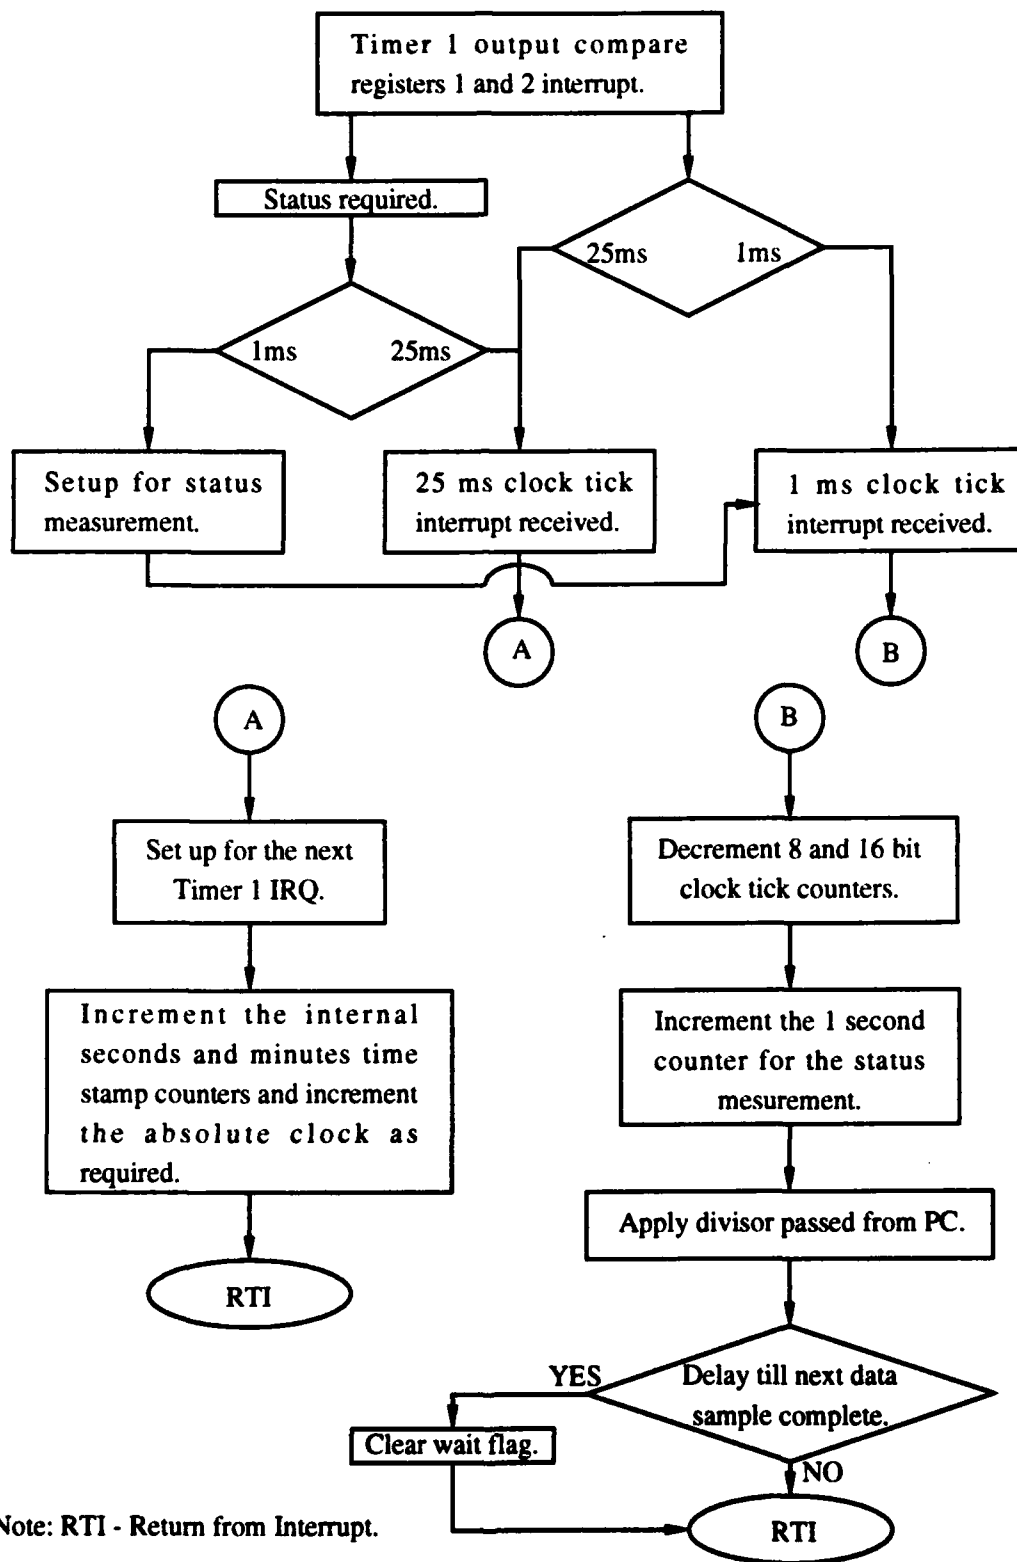 Timer 1 output compare
registers 1 and 2 interrupt.
Status required.
25ms
1ms
1ms
25ms
Setup for status
measurement.
25 ms clock tick
interrupt received.
1 ms clock tick
interrupt received.
A
B
A
B
Set up for the next
Timer 1 IRQ.
Decrement 8 and 16 bit
clock tick counters.
Increment the internal
seconds and minutes time
stamp counters and increment
the absolute clock as
required.
Increment the 1 second
counter for the status
mesurement.
Apply divisor passed from PC.
RTI
YES
Delay till next data
sample complete.
Clear wait flag.
NO
Note: RTI - Return from Interrupt.
RTI